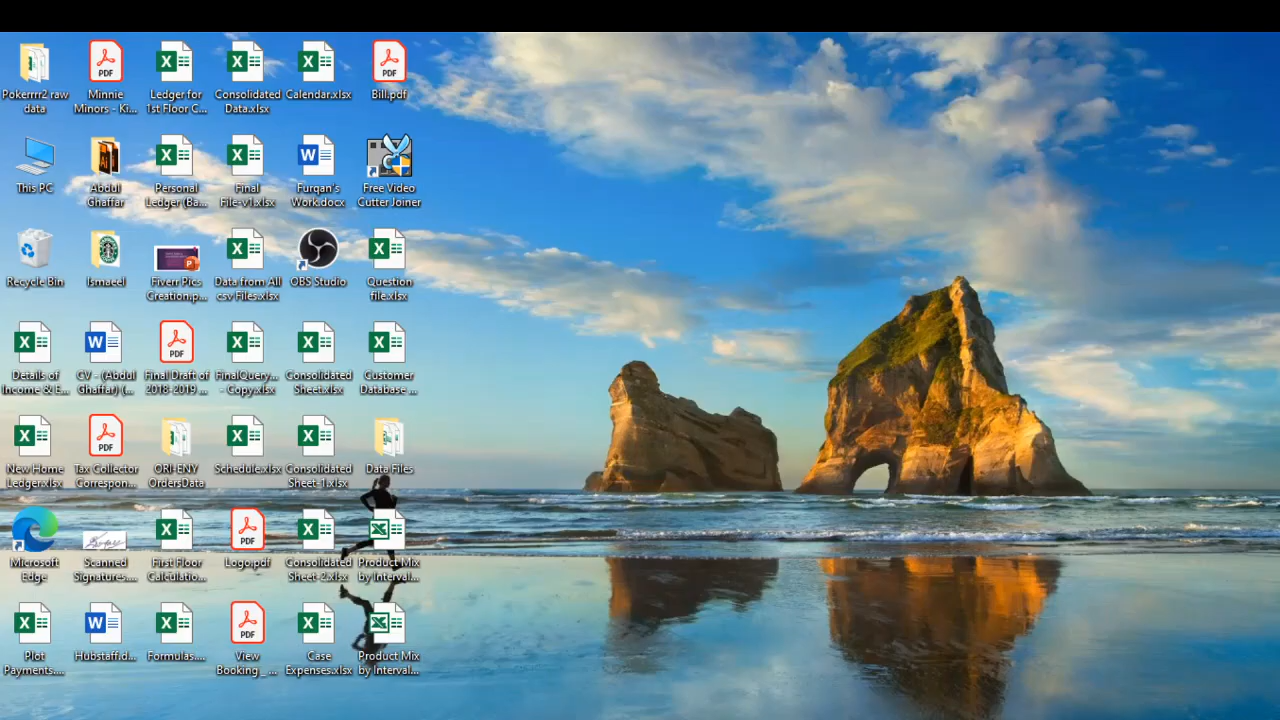 Pokerrrr2 raw
data
Minnie
Minors - Ki...
Ledger for
1st Floor C...
Consolidated
Data.xlsx
Calendar.xlsx
Bill.pdf
This PC
Abdul
Ghaffar
Personal
Ledger (Ba...
Final
File-v1.xlsx
Furqan's
Work.docx
Free Video
Cutter Joiner
Recycle Bin
Ismaeel
Fiverr Pics
Creation.p...
Data from All
csv Files.xlsx
OBS Studio
Question
file.xlsx
Details of
Income & E...
CV - (Abdul
Ghaffar) (...
Final Draft of
2018-2019 ...
FinalQuery...
- Copy.xlsx
Consolidated
Sheet.xlsx
Customer
Database ...
New Home
Ledger.xlsx
Tax Collector
Correspon...
ORI-ENV
OrdersData
Schedule.xlsx
Consolidated
Sheet-1.xlsx
Data Files
Microsoft
Edge
Scanned
Signatures....
First Floor
Calculatio...
Logo.pdf
Consolidated
Sheet-2.xlsx
Product Mix
by Interval...
Plot
Payments....
Hubstaff.d...
Formulas....
View
Booking _ ...
Case
Expenses.xlsx
Product Mix
by Interval...